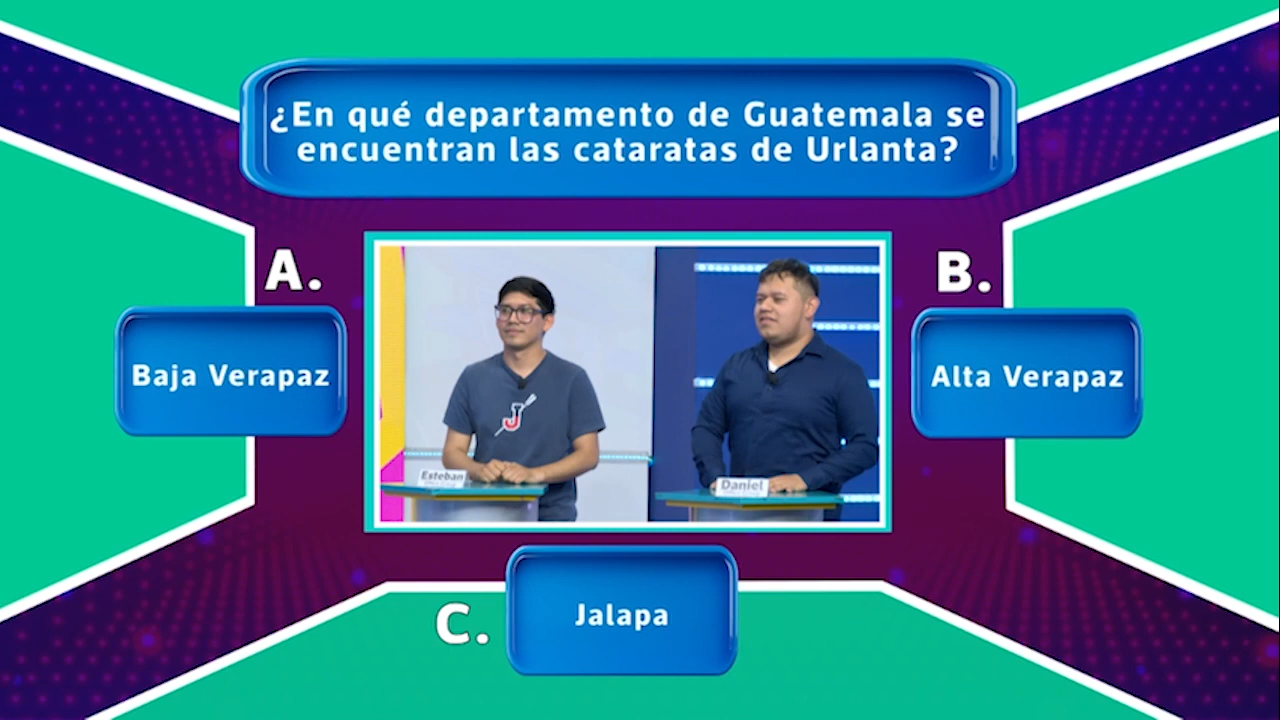 ¿En qué departamento de Guatemala se
encuentran las cataratas de Urlanta?
A.
Baja Verapaz
B.
Alta Verapaz
J
Esteban
Daniel
C.
Jalapa